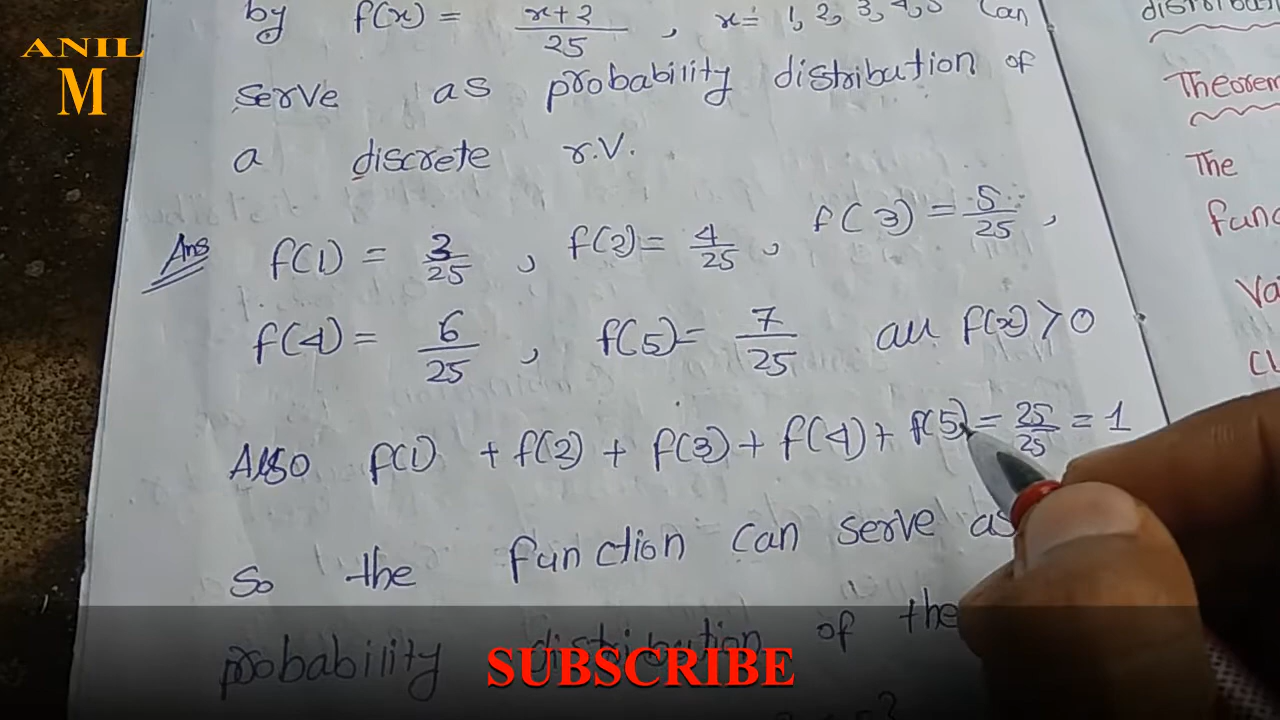 ANIL
M
by f(x) = x+2/25 , x = 1, 2, 3, 4, 5 can
serve as probability distribution of
a discrete r.v.
Ans f(1) = 3/25 , f(2) = 4/25 , f(3) = 5/25 ,
f(4) = 6/25 , f(5) = 7/25 all f(x) > 0
Also f(1) + f(2) + f(3) + f(4) + f(5) = 25/25 = 1
So the function can serve as
probability distribution of the
SUBSCRIBE
Theorem
The
func
Va